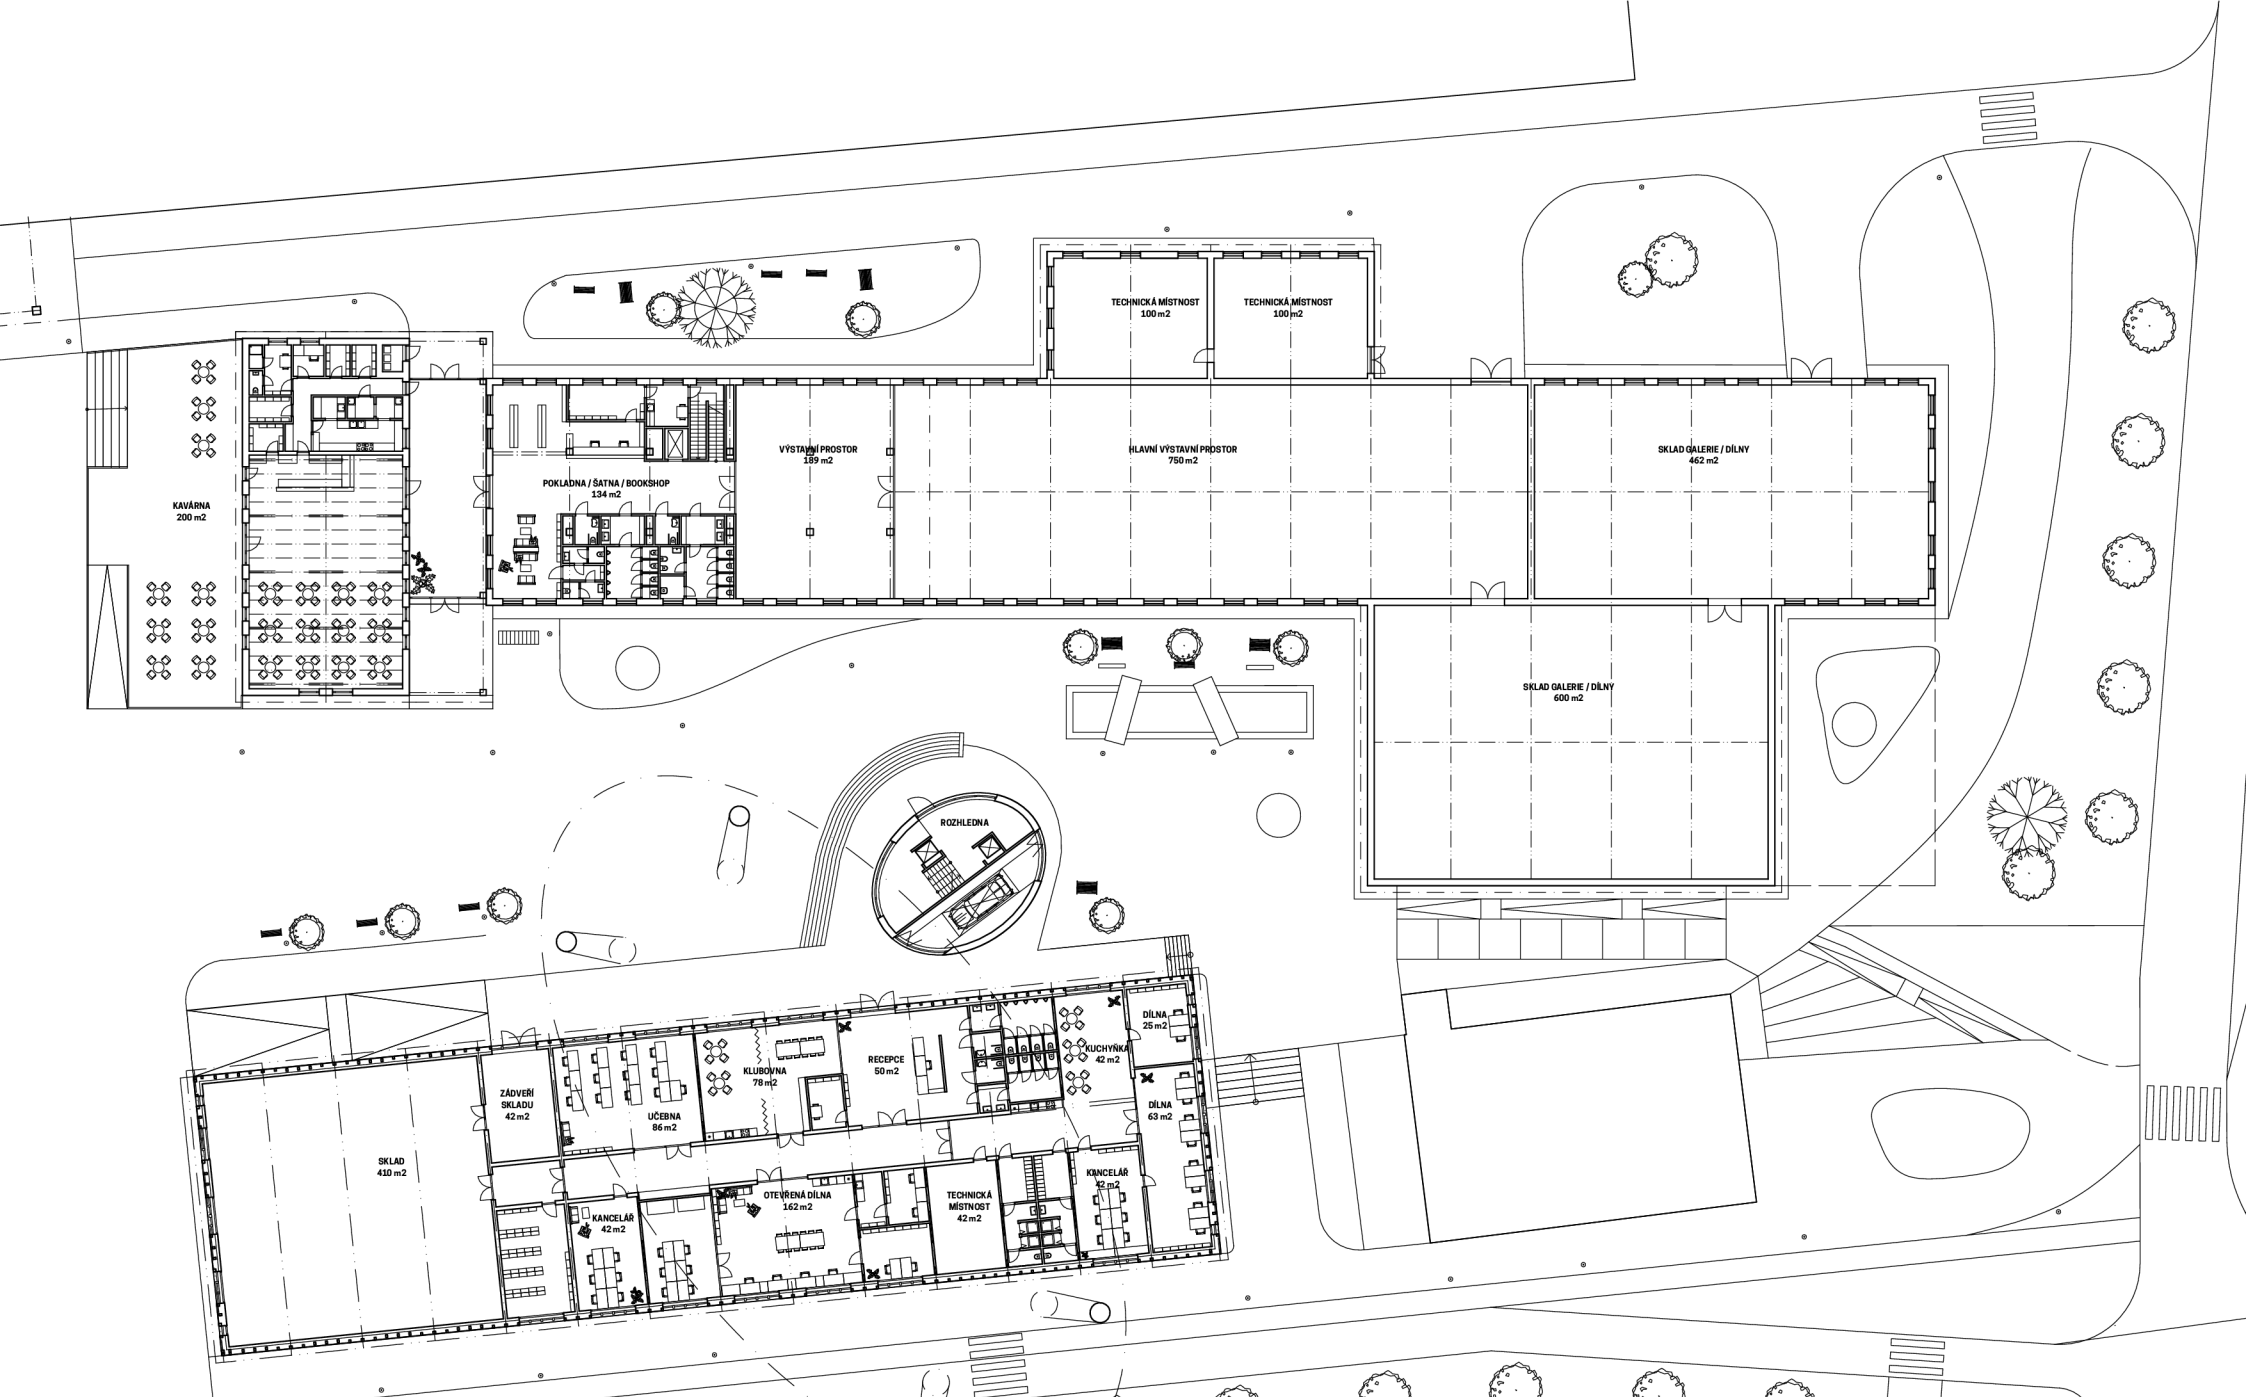 TECHNICKÁ MÍSTNOST
100 m2
TECHNICKÁ MÍSTNOST
100 m2
VÝSTAVNÍ PROSTOR
189 m2
HLAVNÍ VÝSTAVNÍ PROSTOR
750 m2
SKLAD GALERIE / DÍLNY
462 m2
POKLADNA / ŠATNA / BOOKSHOP
134 m2
KAVÁRNA
200 m2
SKLAD GALERIE / DÍLNY
600 m2
ROZHLEDNA
DÍLNA
25 m2
KUCHYŇKA
42 m2
RECEPCE
50 m2
KLUBOVNA
78 m2
ZÁDVEŘÍ
SKLADU
42 m2
UČEBNA
86 m2
DÍLNA
63 m2
SKLAD
410 m2
KANCELÁŘ
42 m2
OTEVŘENÁ DÍLNA
162 m2
TECHNICKÁ
MÍSTNOST
42 m2
KANCELÁŘ
42 m2